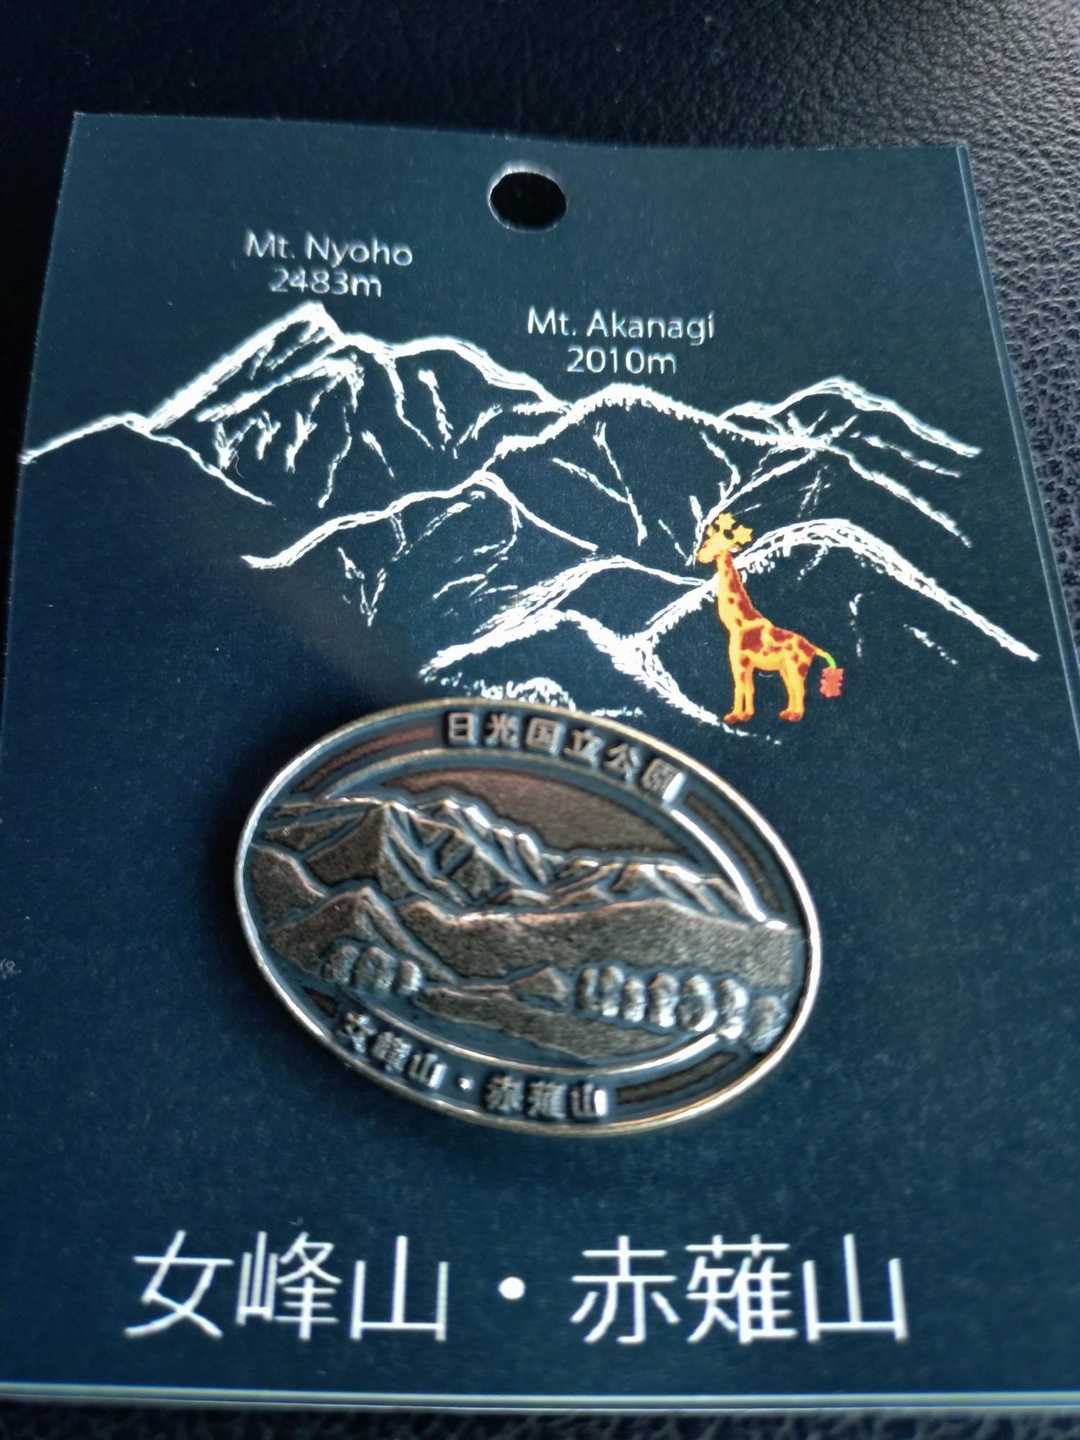 Mt. Nyoho
2483m
Mt. Akanagi
2010m
日光国立公園
女峰山・赤薙山
女峰山・赤薙山